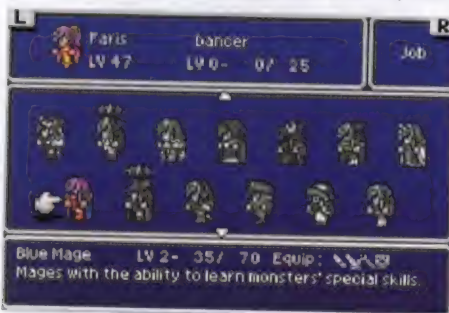 L
R
Faris Dancer
LV 47 LV 0- 0/ 25
Job
Blue Mage LV 2- 35/ 70 Equip:
Mages with the ability to learn monsters' special skills.